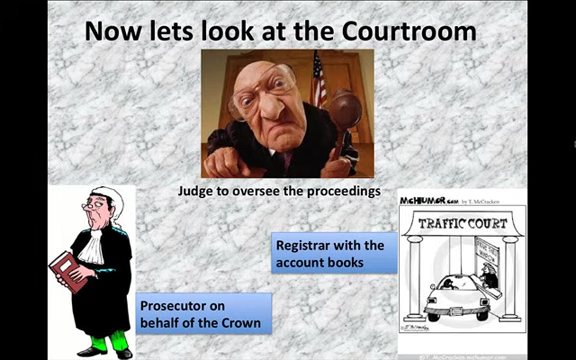 Now lets look at the Courtroom
Judge to oversee the proceedings
MCHUMOR.com by T. McCracken
TRAFFIC COURT
Registrar with the
account books
Prosecutor on
behalf of the Crown